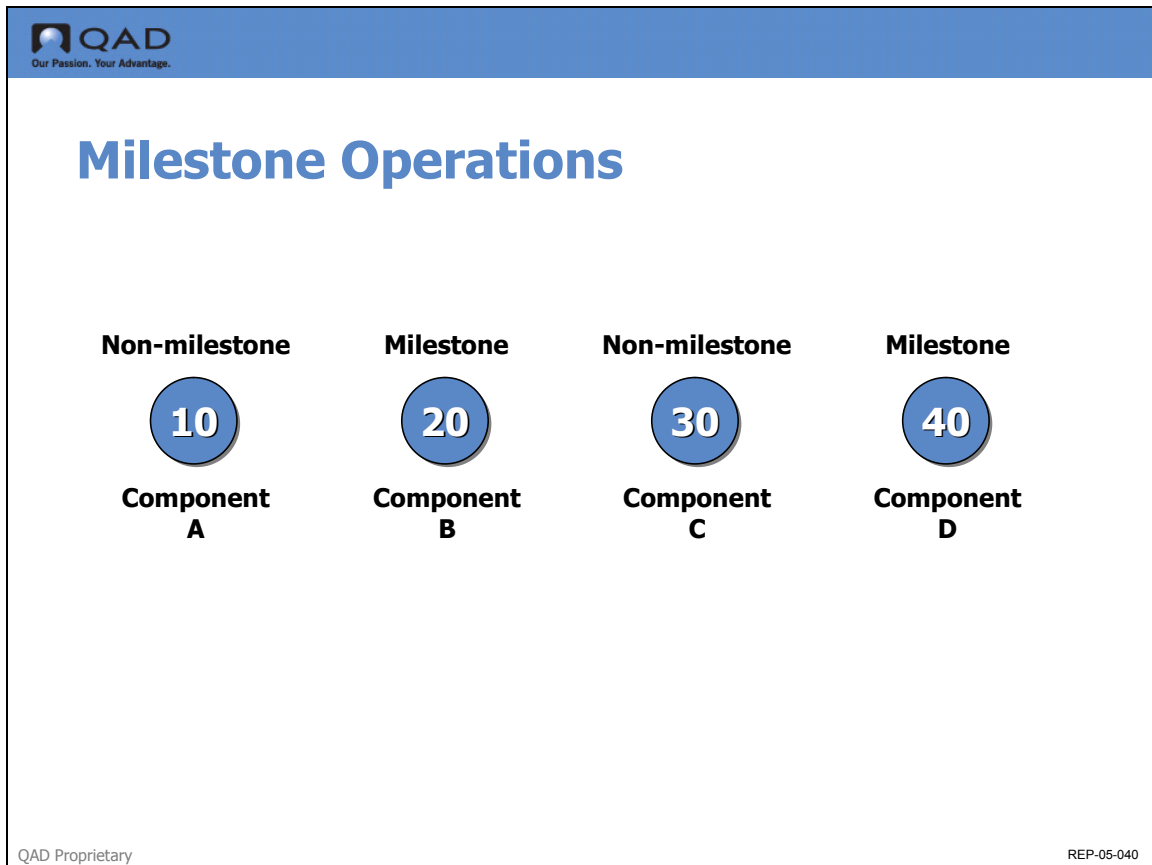 QAD
Our Passion. Your Advantage.
Milestone Operations
Non-milestone Milestone Non-milestone Milestone
10 20 30 40
Component Component Component Component
A B C D
QAD Proprietary
REP-05-040